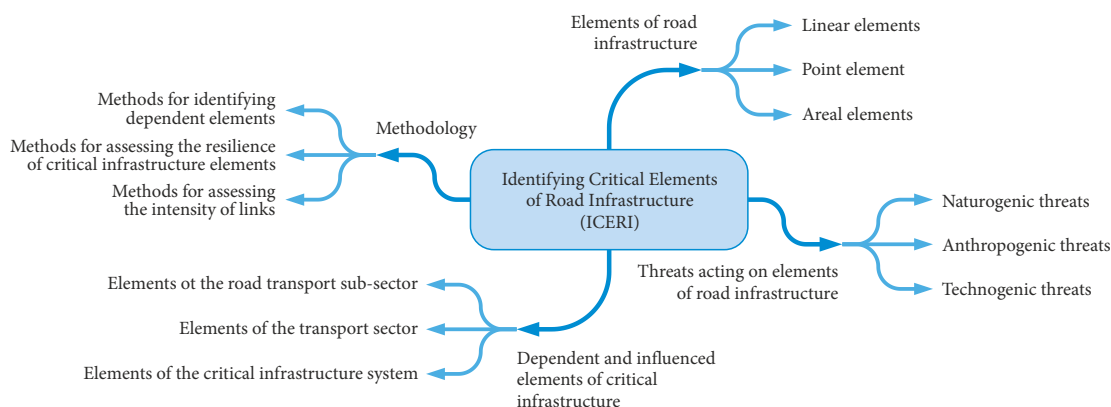 Elements of road
infrastructure
Linear elements
Point element
Areal elements
Methods for identifying
dependent elements
Methodology
Methods for assessing the resilience
of critical infrastructure elements
Methods for assessing
the intensity of links
Identifying Critical Elements
of Road Infrastructure
(ICERI)
Naturogenic threats
Anthropogenic threats
Technogenic threats
Threats acting on elements
of road infrastructure
Elements ot the road transport sub-sector
Elements of the transport sector
Elements of the critical infrastructure system
Dependent and influenced
elements of critical
infrastructure